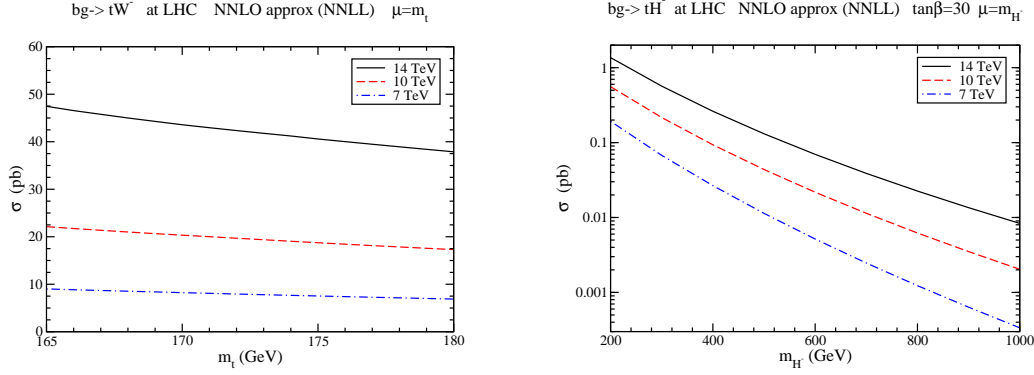 bg-> tW⁻ at LHC NNLO approx (NNLL) μ=mₜ
60
50
40
30
20
10
0
σ (pb)
165
170
175
180
mₜ (GeV)
14 TeV
10 TeV
7 TeV
bg-> tH⁻ at LHC NNLO approx (NNLL) tanβ=30 μ=m_H⁻
1
0.1
0.01
0.001
σ (pb)
200
400
600
800
1000
m_H⁻ (GeV)
14 TeV
10 TeV
7 TeV